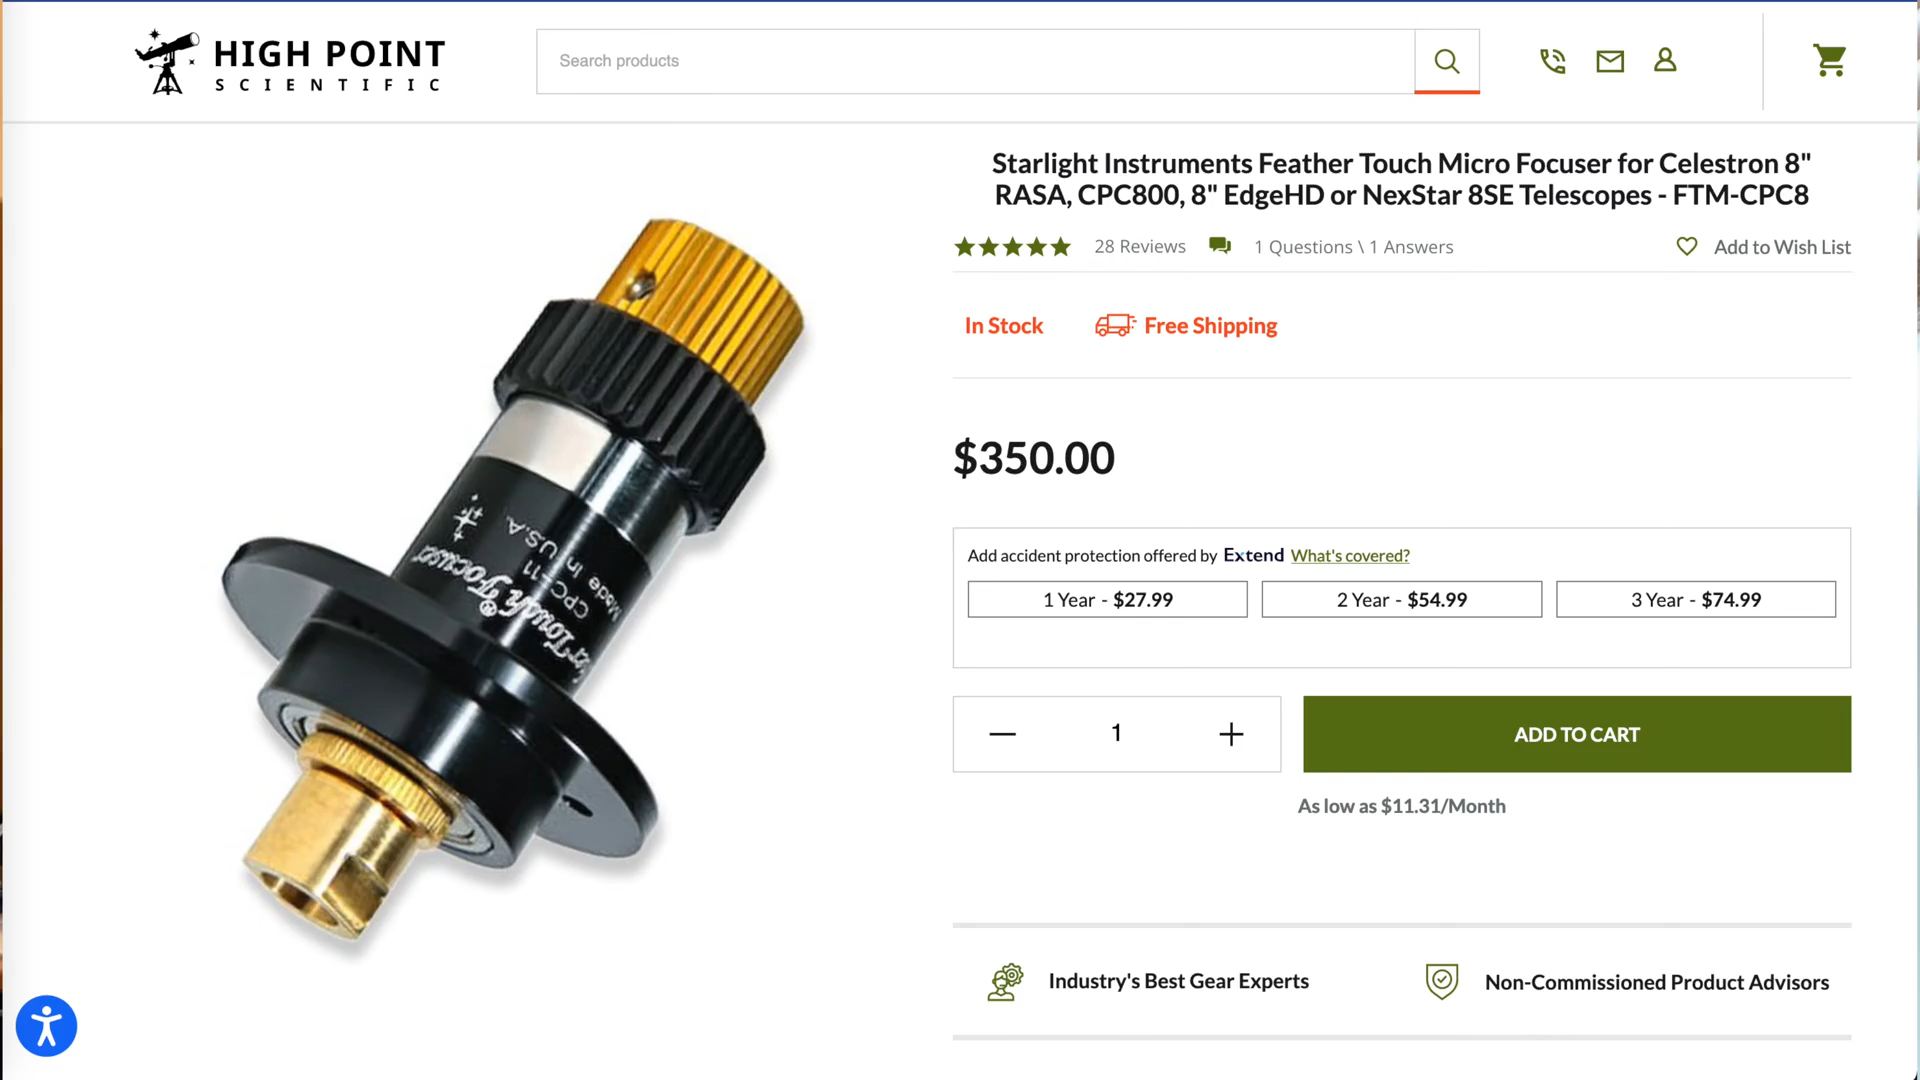 HIGH POINT
SCIENTIFIC
Search products
Starlight Instruments Feather Touch Micro Focuser for Celestron 8"
RASA, CPC800, 8" EdgeHD or NexStar 8SE Telescopes - FTM-CPC8
28 Reviews
1 Questions \ 1 Answers
Add to Wish List
In Stock
Free Shipping
$350.00
Add accident protection offered by Extend What's covered?
1 Year - $27.99
2 Year - $54.99
3 Year - $74.99
1
ADD TO CART
As low as $11.31/Month
Industry's Best Gear Experts
Non-Commissioned Product Advisors
Touch Focuser
®
CPC-11
Made in U.S.A.